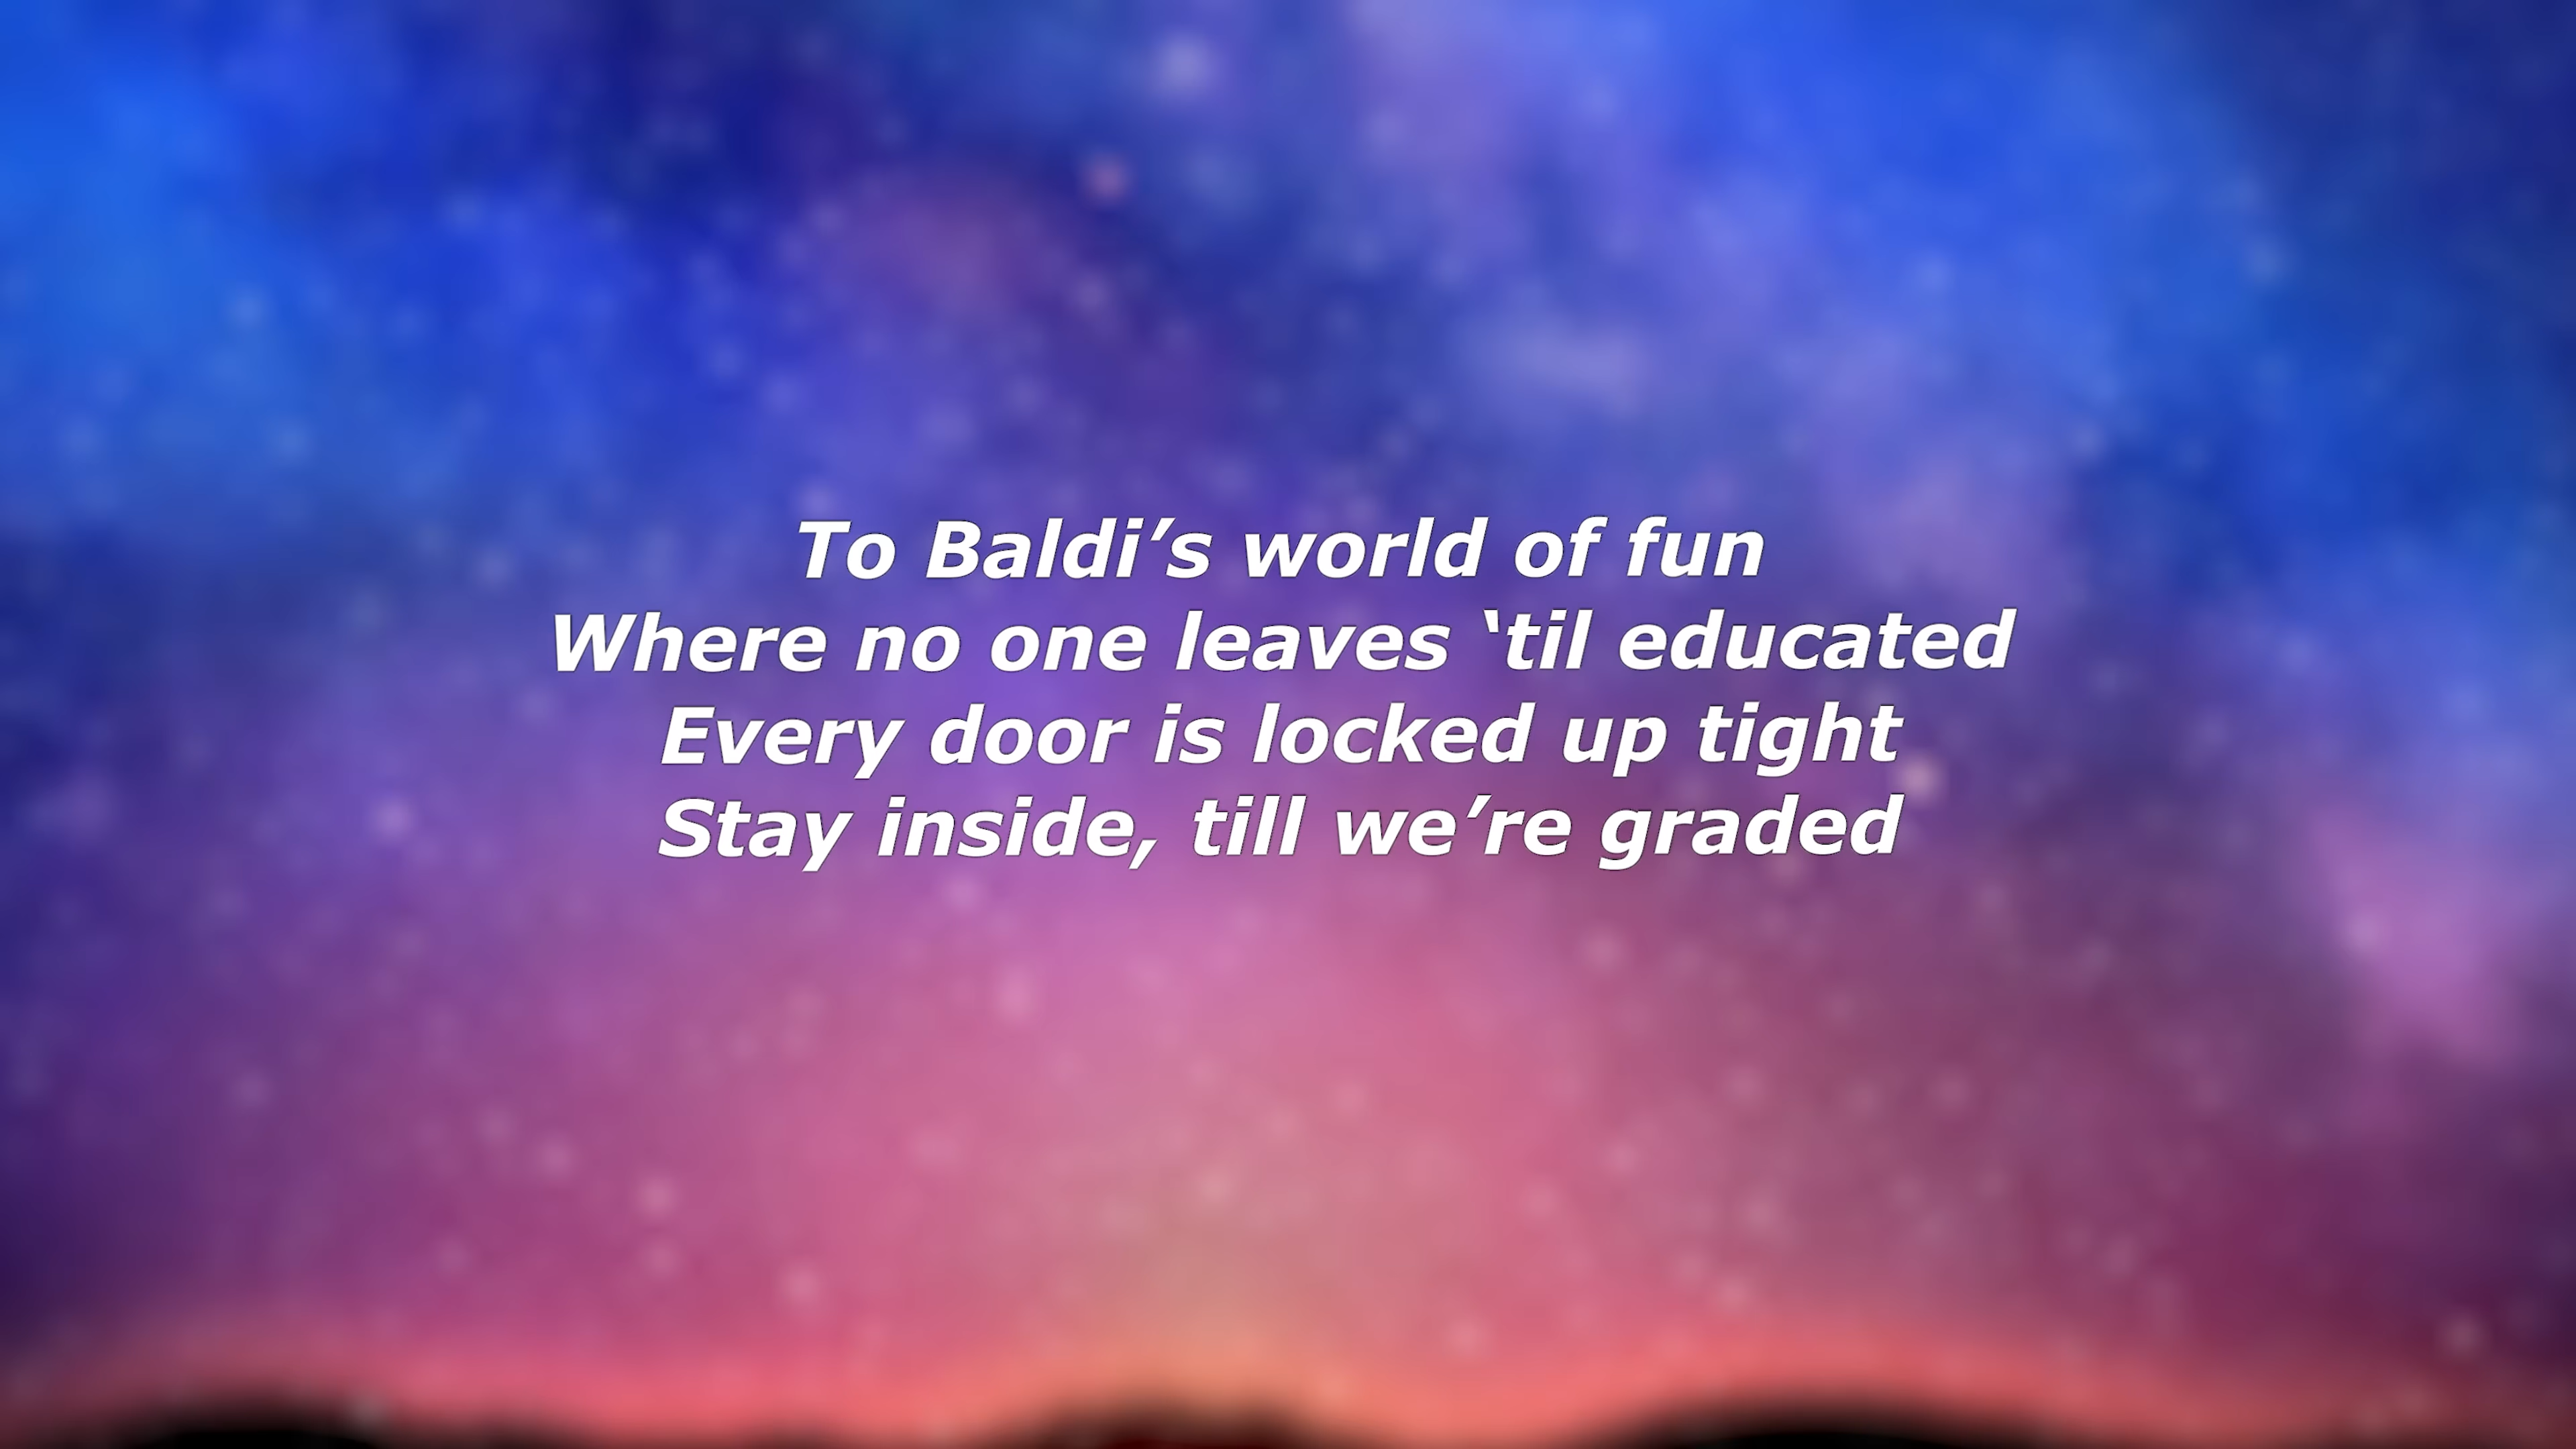 To Baldi’s world of fun
Where no one leaves ‘til educated
Every door is locked up tight
Stay inside, till we’re graded